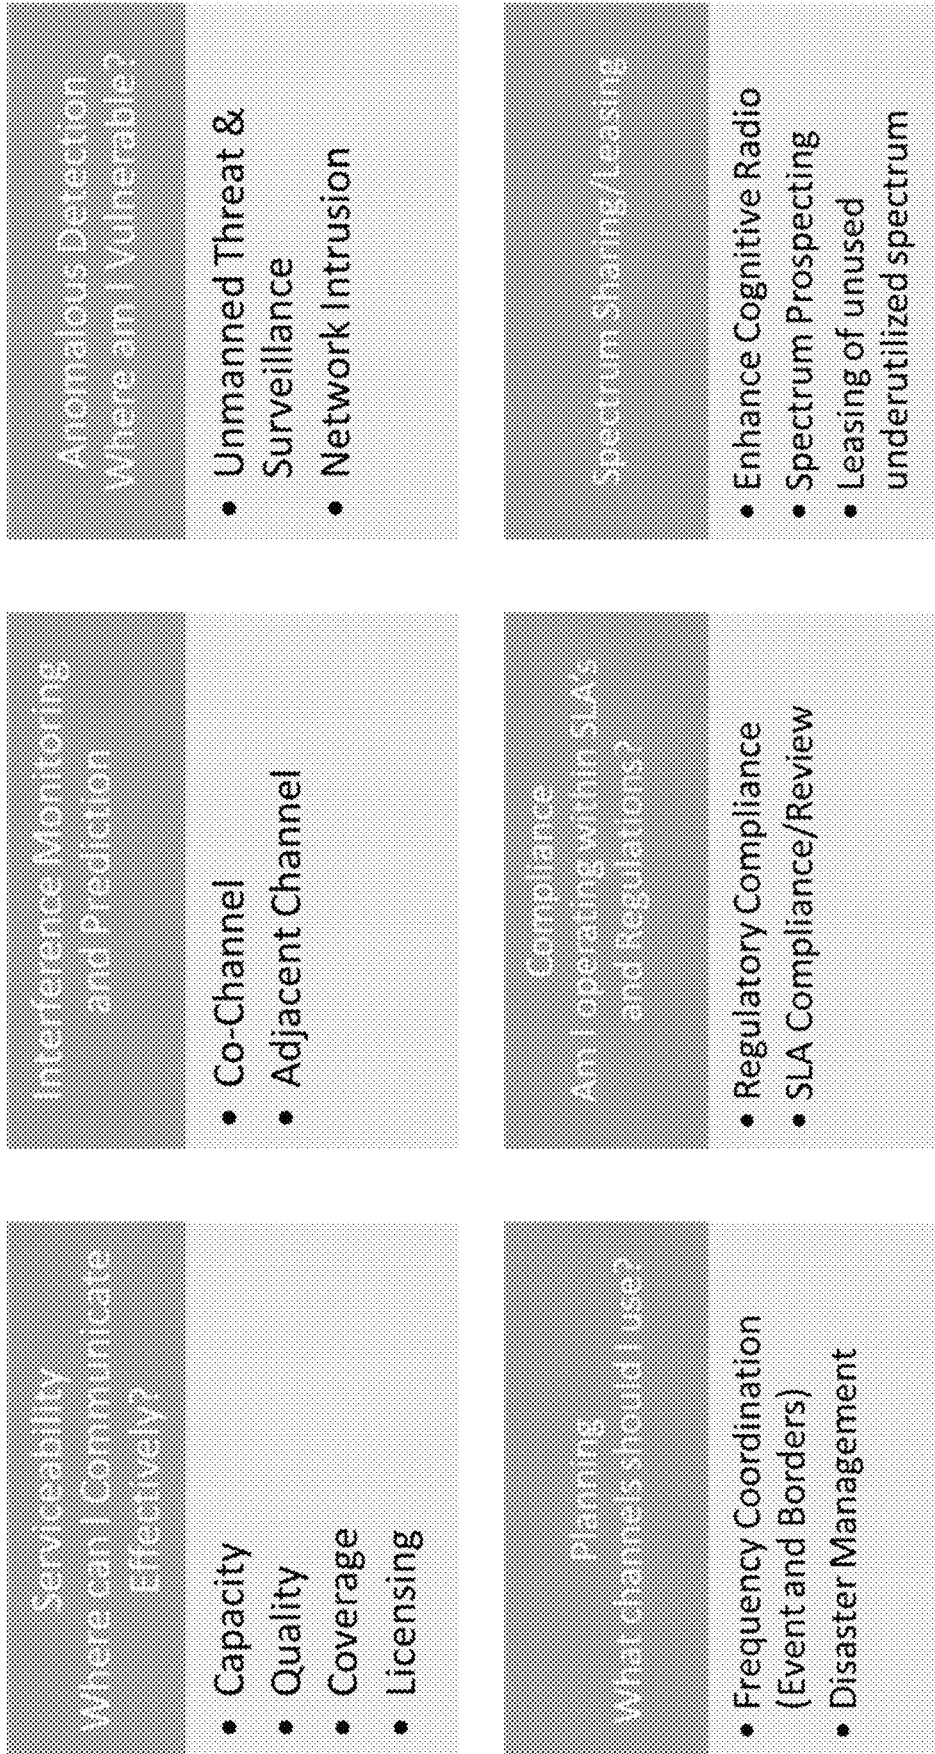 Serviceability
When can I Communicate
Effectively?
• Capacity
• Quality
• Coverage
• Licensing
Interference Monitoring
and Prediction
• Co-Channel
• Adjacent Channel
Anomalous Detection
Where am I Vulnerable?
• Unmanned Threat &
Surveillance
• Network Intrusion
Planning
What channels should I use?
• Frequency Coordination
(Event and Borders)
• Disaster Management
Compliance
Am I operating within SLA's
and Regulations?
• Regulatory Compliance
• SLA Compliance/Review
Spectrum Sharing/Leasing
• Enhance Cognitive Radio
• Spectrum Prospecting
• Leasing of unused
underutilized spectrum